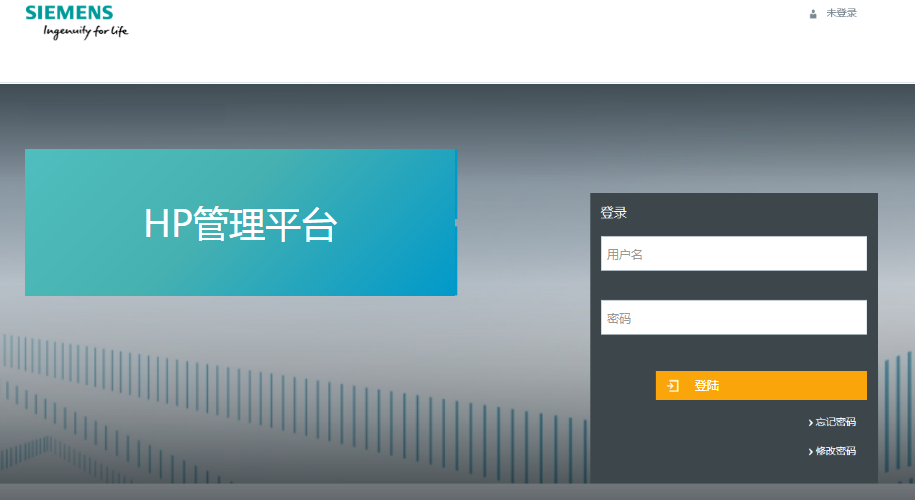 SIEMENS
Ingenuity for life
未登录
HP管理平台
登录
用户名
密码
登陆
忘记密码
修改密码